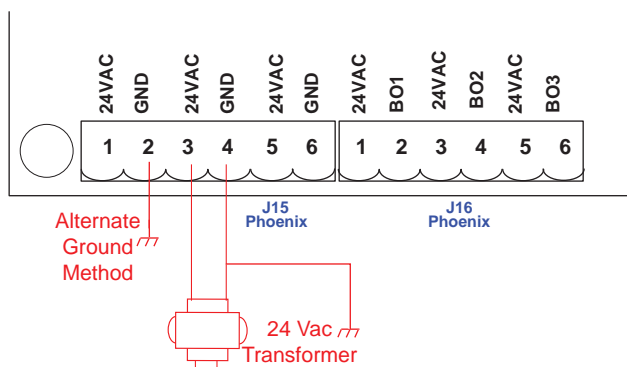 24VAC GND 24VAC GND 24VAC GND 24VAC BO1 24VAC BO2 24VAC BO3
1 2 3 4 5 6 1 2 3 4 5 6
J15
Phoenix
J16
Phoenix
Alternate
Ground
Method
24 Vac
Transformer